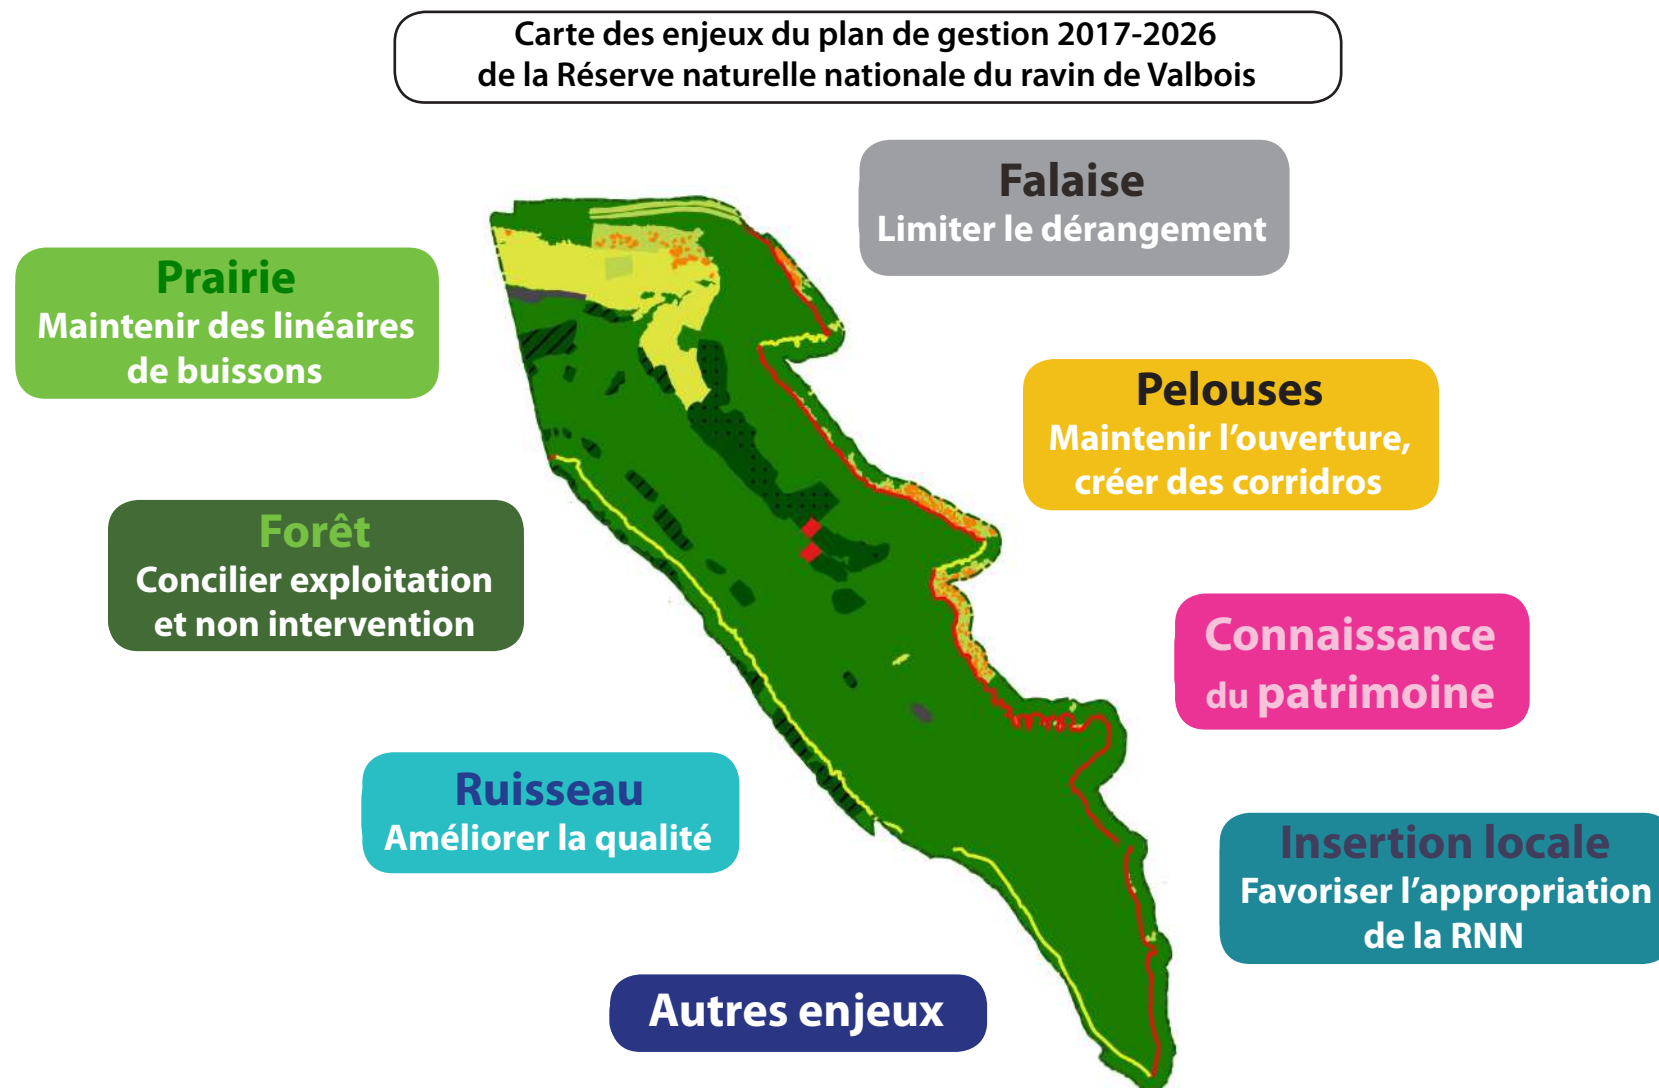 Carte des enjeux du plan de gestion 2017-2026
de la Réserve naturelle nationale du ravin de Valbois
Falaise
Limiter le dérangement
Prairie
Maintenir des linéaires
de buissons
Pelouses
Maintenir l’ouverture,
créer des corridros
Forêt
Concilier exploitation
et non intervention
Connaissance
du patrimoine
Ruisseau
Améliorer la qualité
Insertion locale
Favoriser l’appropriation
de la RNN
Autres enjeux